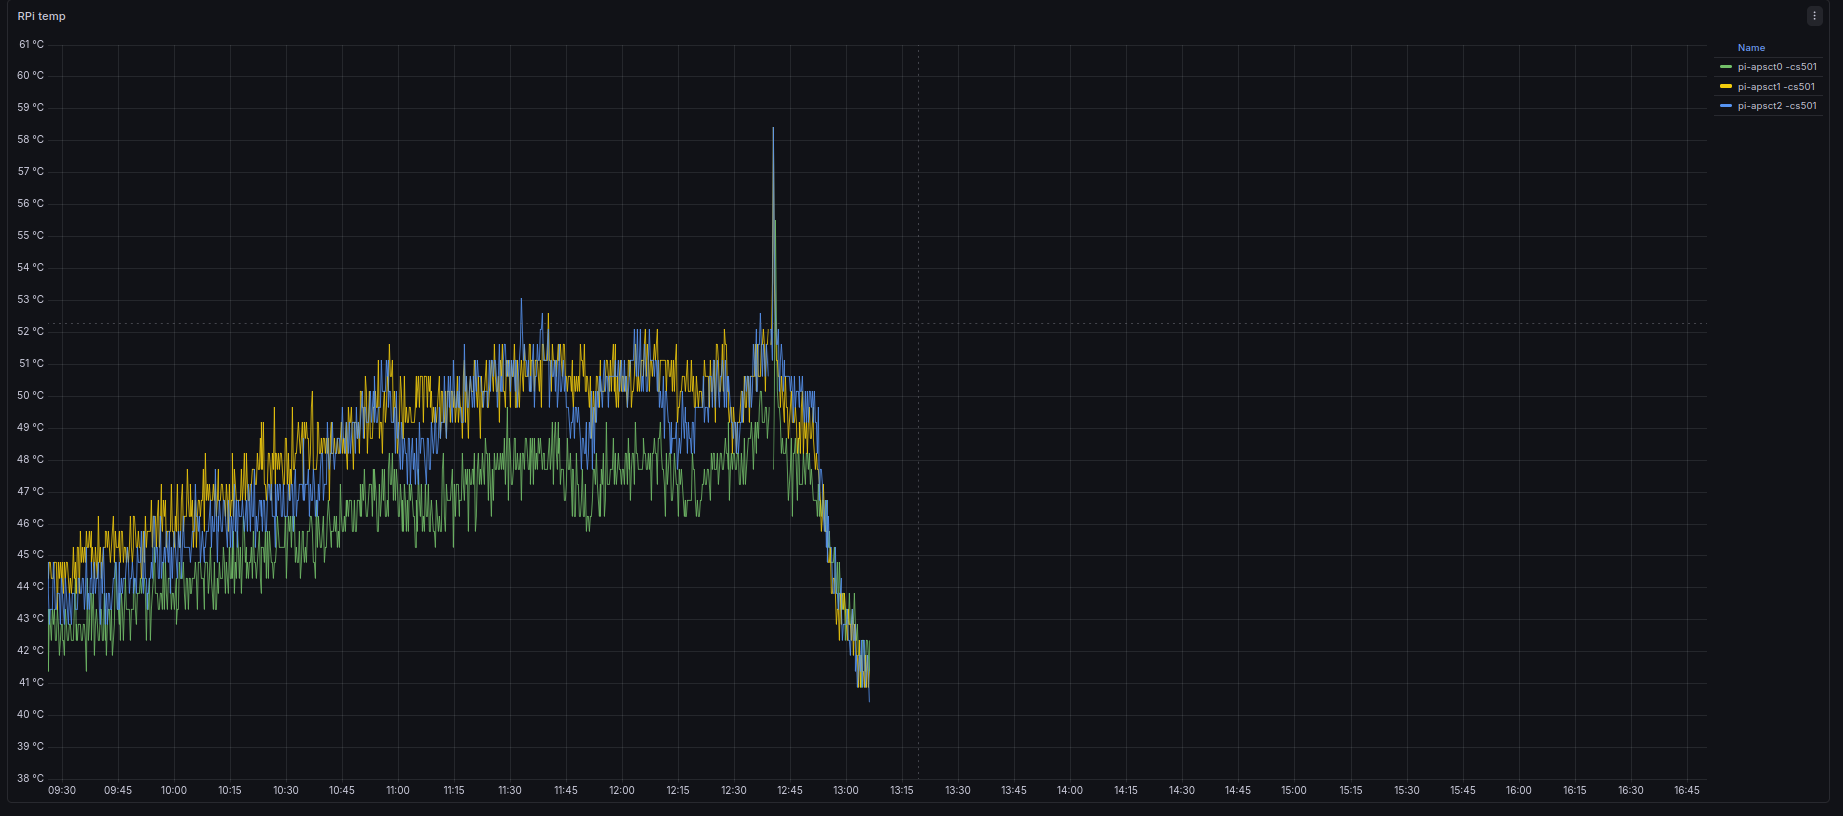 RPi temp
61 °C
60 °C
59 °C
58 °C
57 °C
56 °C
55 °C
54 °C
53 °C
52 °C
51 °C
50 °C
49 °C
48 °C
47 °C
46 °C
45 °C
44 °C
43 °C
42 °C
41 °C
40 °C
39 °C
38 °C
09:30 09:45 10:00 10:15 10:30 10:45 11:00 11:15 11:30 11:45 12:00 12:15 12:30 12:45 13:00 13:15 13:30 13:45 14:00 14:15 14:30 14:45 15:00 15:15 15:30 15:45 16:00 16:15 16:30 16:45
Name
pi-apsct0 -cs501
pi-apsct1 -cs501
pi-apsct2 -cs501